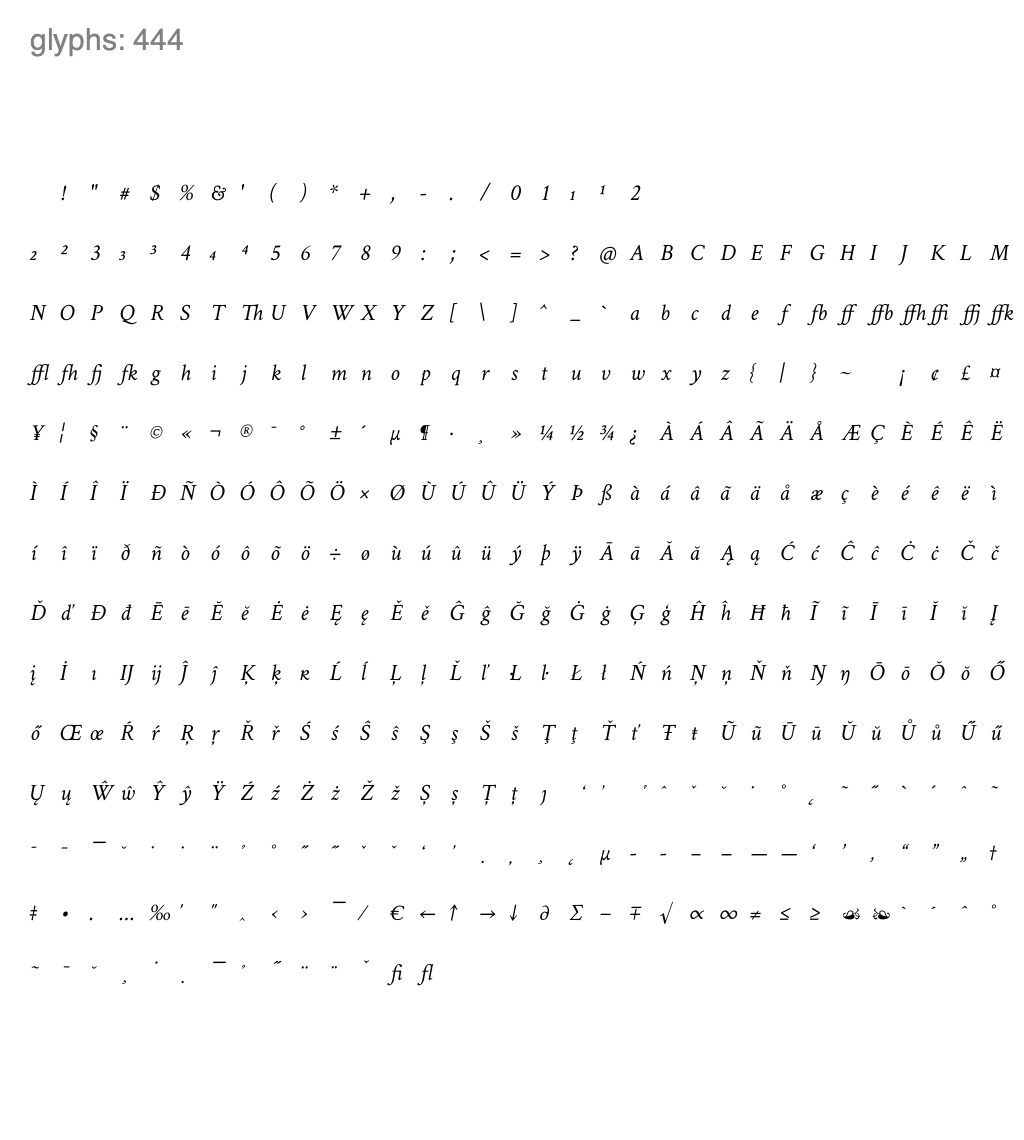 glyphs: 444
! " # $ % & ' ( ) * + , - . / 0 1 ₁ ¹ 2
₂ ² 3 ₃ ³ 4 ₄ ⁴ 5 6 7 8 9 : ; < = > ? @ A B C D E F G H I J K L M
N O P Q R S T Th U V W X Y Z [ \ ] ^ _ ` a b c d e f fb ff ffb ffh ffi ffj ffk
ffl fh fj fk g h i j k l m n o p q r s t u v w x y z { | } ~ ¡ ¢ £ ¤
¥ ¦ § ¨ © « ¬ ® ¯ ° ± ´ µ ¶ · ¸ » ¼ ½ ¾ ¿ À Á Â Ã Ä Å Æ Ç È É Ê Ë
Ì Í Î Ï Ð Ñ Ò Ó Ô Õ Ö × Ø Ù Ú Û Ü Ý Þ ß à á â ã ä å æ ç è é ê ë ì
í î ï ð ñ ò ó ô õ ö ÷ ø ù ú û ü ý þ ÿ Ā ā Ă ă Ą ą Ć ć Ĉ ĉ Ċ ċ Č č
Ď ď Đ đ Ē ē Ĕ ĕ Ė ė Ę ę Ě ě Ĝ ĝ Ğ ğ Ġ ġ Ģ ģ Ĥ ĥ Ħ ħ Ĩ ĩ Ī ī Ĭ ĭ Į
į İ ı Ĳ ĳ Ĵ ĵ Ķ ķ ĸ Ĺ ĺ Ļ ļ Ľ ľ Ŀ ŀ Ł ł Ń ń Ņ ņ Ň ň Ŋ ŋ Ō ō Ŏ ŏ Ő
ő Œ œ Ŕ ŕ Ŗ ŗ Ř ř Ś ś Ŝ ŝ Ş ş Š š Ţ ţ Ť ť Ŧ ŧ Ũ ũ Ū ū Ŭ ŭ Ů ů Ű ű
Ų ų Ŵ ŵ Ŷ ŷ Ÿ Ź ź Ż ż Ž ž Ș ș Ț ț ȷ ʻ ʼ ˆ ˇ ˘ ˙ ˚ ˛ ˜ ˝ ` ´ ˆ ˜
¯ ¯ ‾ ˘ ˙ ˙ ¨ ˚ ˝ ˝ ˇ ˇ ʻ ʼ . , ¸ ˛ μ - ‐ – – — — ‘ ’ ‚ “ ” „ †
‡ • . … ‰ ′ ″ ‸ ‹ › ‾ ⁄ € ← ↑ → ↓ ∂ Σ − ∓ √ ∝ ∞ ≠ ≤ ≥ ☙ ❧ ` ´ ˆ ˚
˜ ¯ ˘ ¸ ˙ . ‾ ˝ ¨ ¨ ˇ fi fl